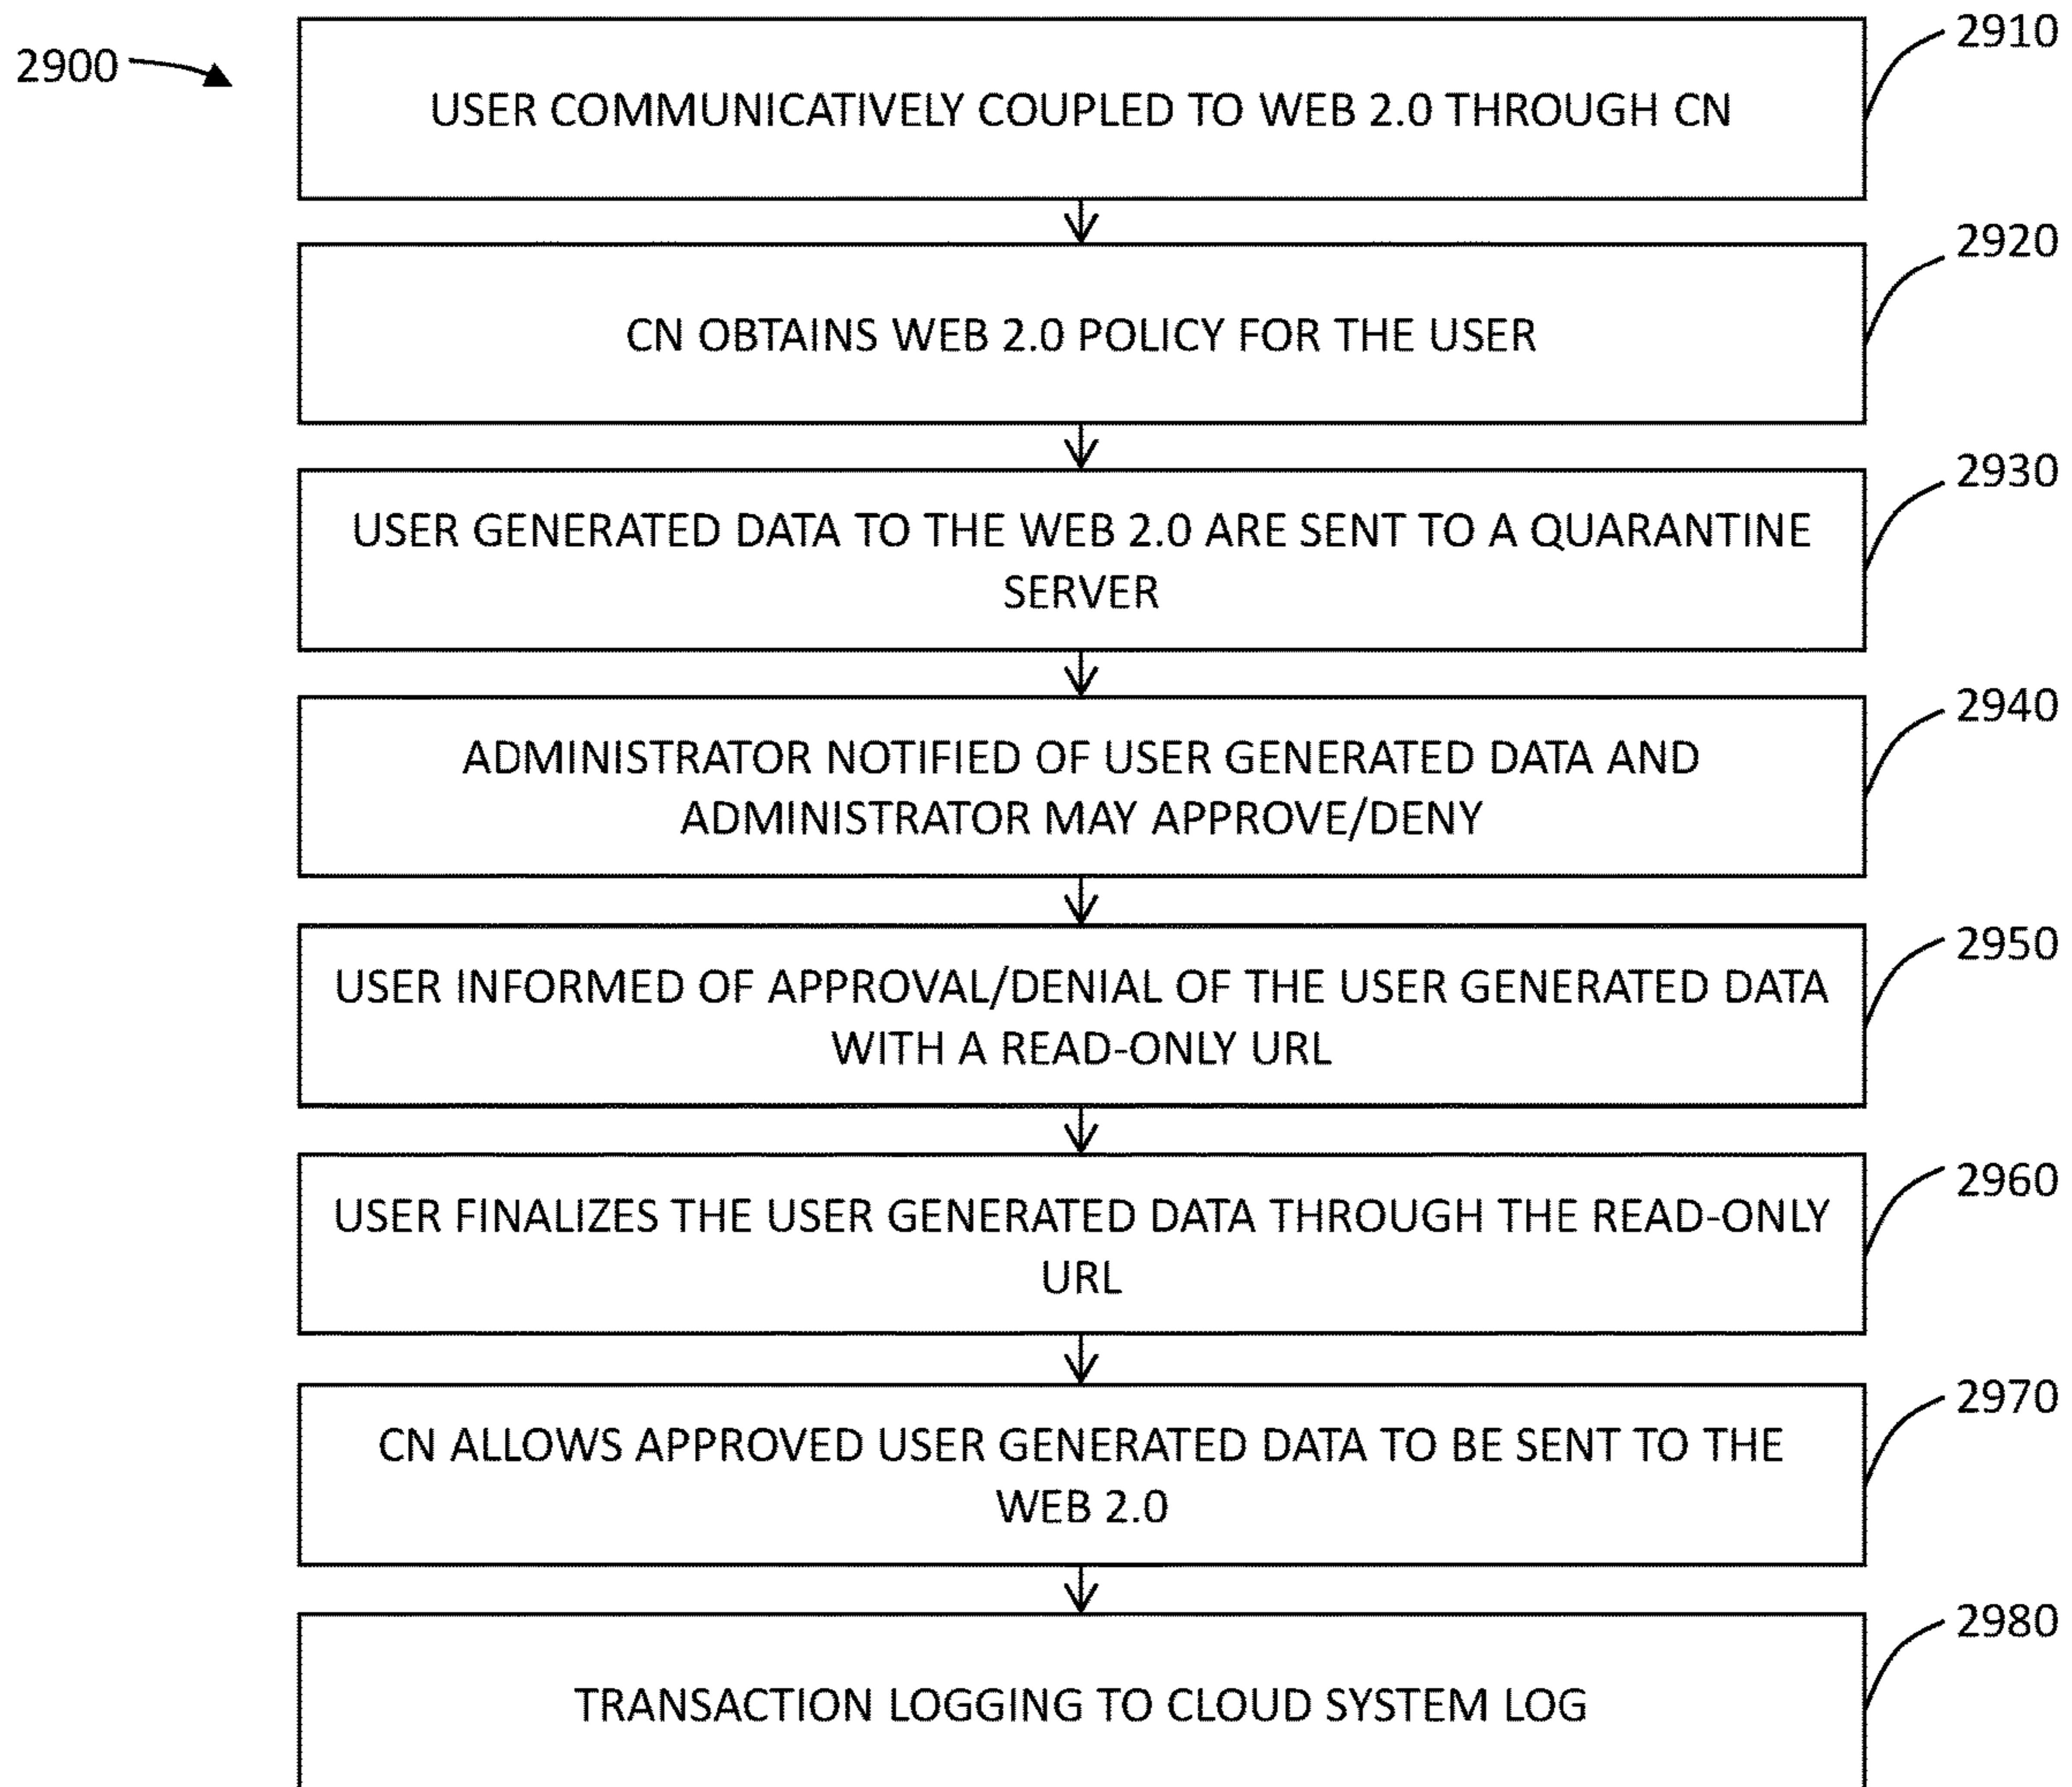 2900
2910
USER COMMUNICATIVELY COUPLED TO WEB 2.0 THROUGH CN
2920
CN OBTAINS WEB 2.0 POLICY FOR THE USER
2930
USER GENERATED DATA TO THE WEB 2.0 ARE SENT TO A QUARANTINE
SERVER
2940
ADMINISTRATOR NOTIFIED OF USER GENERATED DATA AND
ADMINISTRATOR MAY APPROVE/DENY
2950
USER INFORMED OF APPROVAL/DENIAL OF THE USER GENERATED DATA
WITH A READ-ONLY URL
2960
USER FINALIZES THE USER GENERATED DATA THROUGH THE READ-ONLY
URL
2970
CN ALLOWS APPROVED USER GENERATED DATA TO BE SENT TO THE
WEB 2.0
2980
TRANSACTION LOGGING TO CLOUD SYSTEM LOG